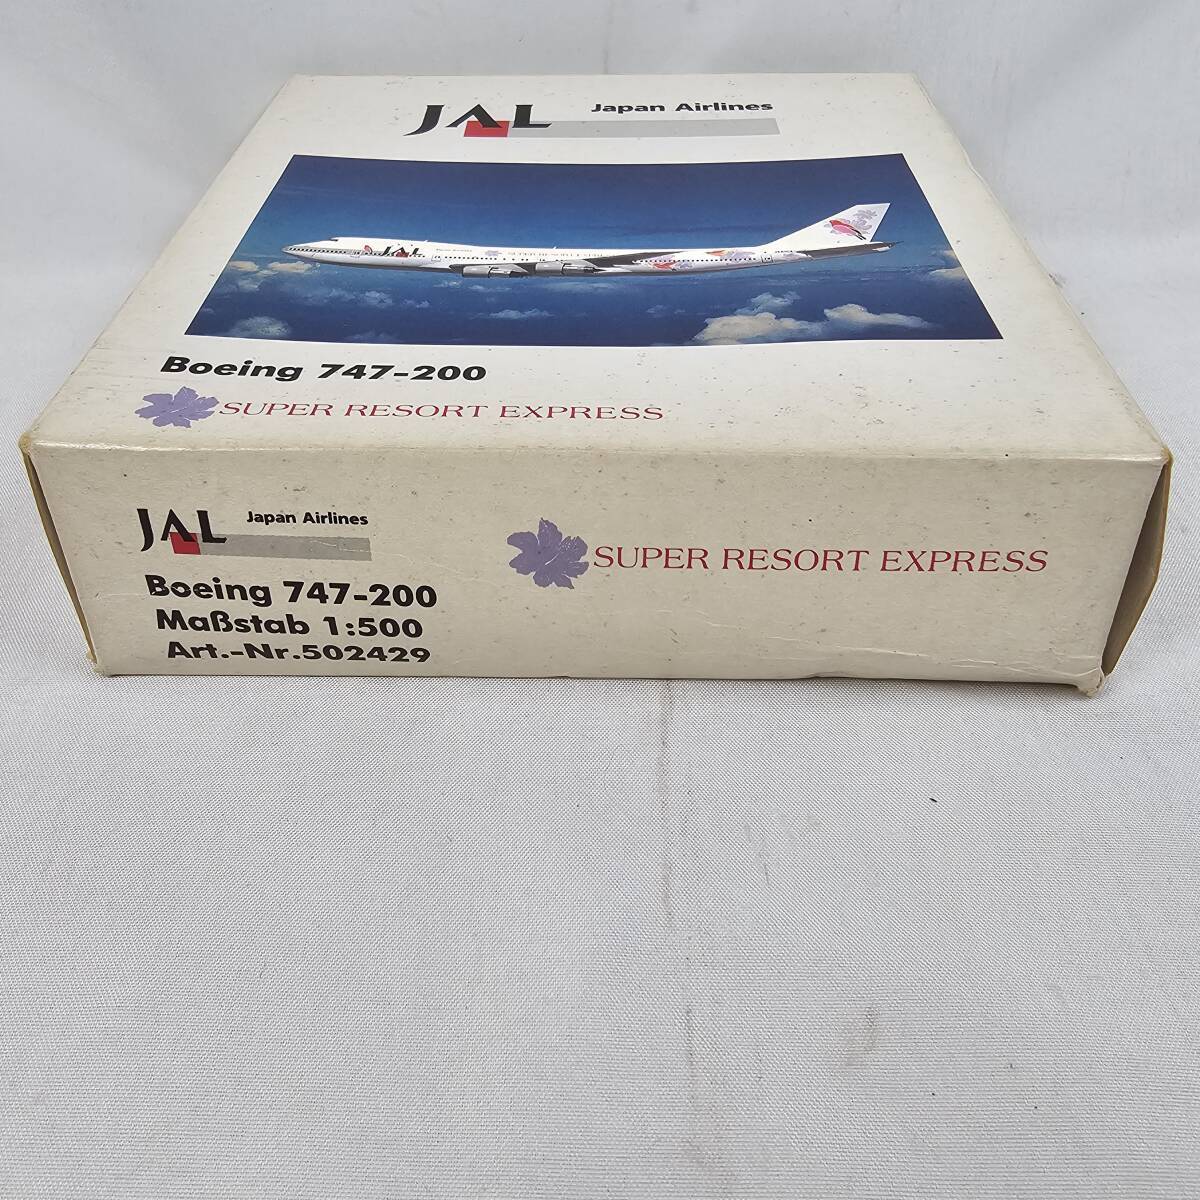 JAL Japan Airlines
JAL
Boeing 747-200
SUPER RESORT EXPRESS
JAL Japan Airlines
SUPER RESORT EXPRESS
Boeing 747-200
Maßstab 1:500
Art.-Nr.502429